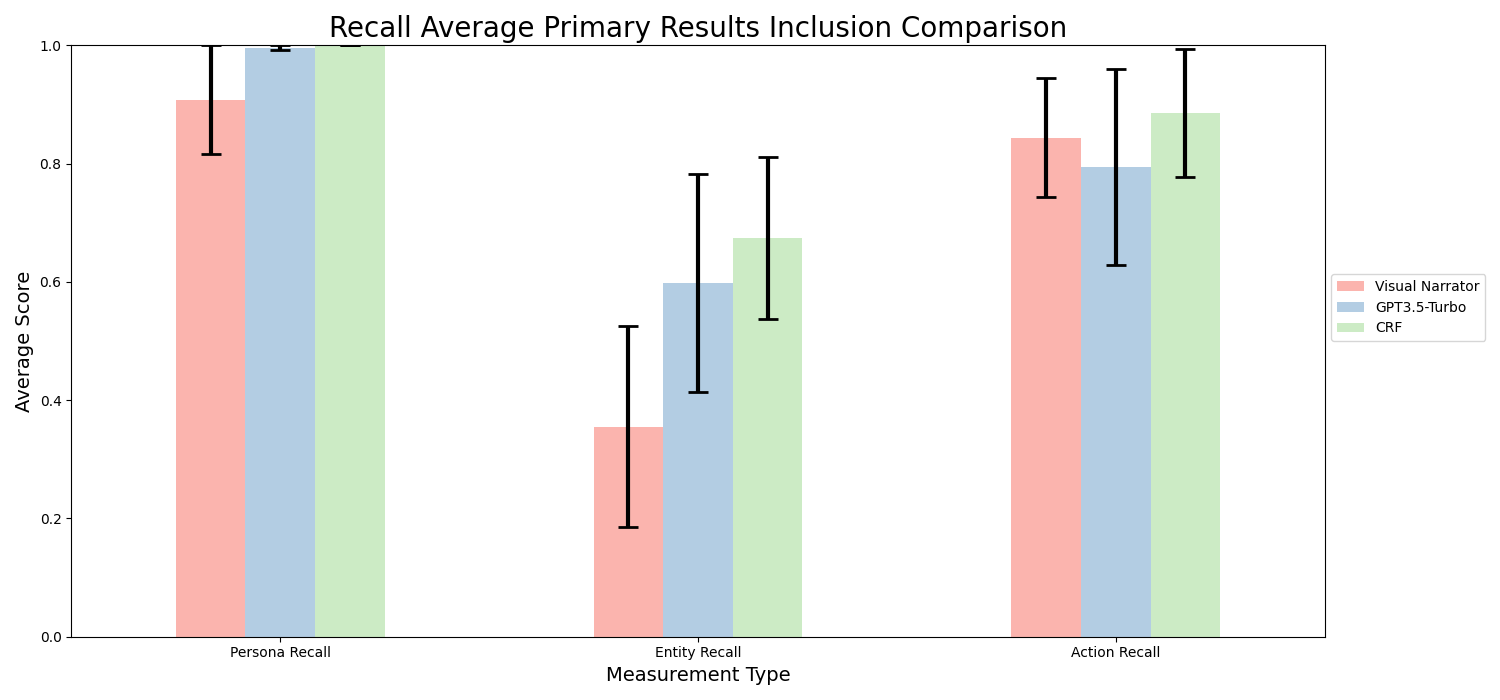 Recall Average Primary Results Inclusion Comparison
1.0
0.8
0.6
0.4
0.2
0.0
Average Score
Persona Recall
Entity Recall
Action Recall
Measurement Type
Visual Narrator
GPT3.5-Turbo
CRF